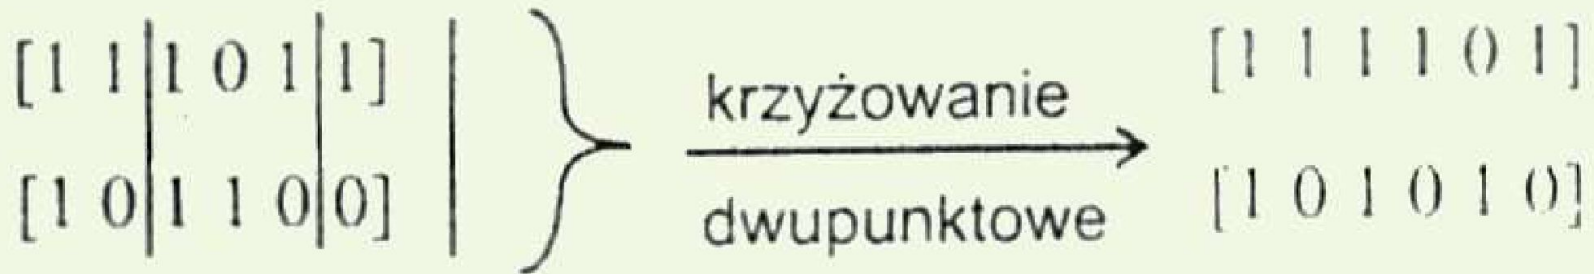 [1 1|1 0 1|1] |
[1 0|1 1 0|0] |
krzyżowanie
dwupunktowe
[1 1 1 1 0 1]
[1 0 1 0 1 0]